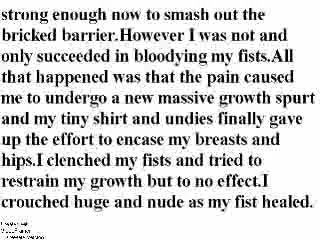 strong enough now to smash out the
bricked barrier.However I was not and
only succeeded in bloodying my fists.All
that happened was that the pain caused
me to undergo a new massive growth spurt
and my tiny shirt and undies finally gave
up the effort to encase my breasts and
hips.I clenched my fists and tried to
restrain my growth but to no effect.I
crouched huge and nude as my fist healed.